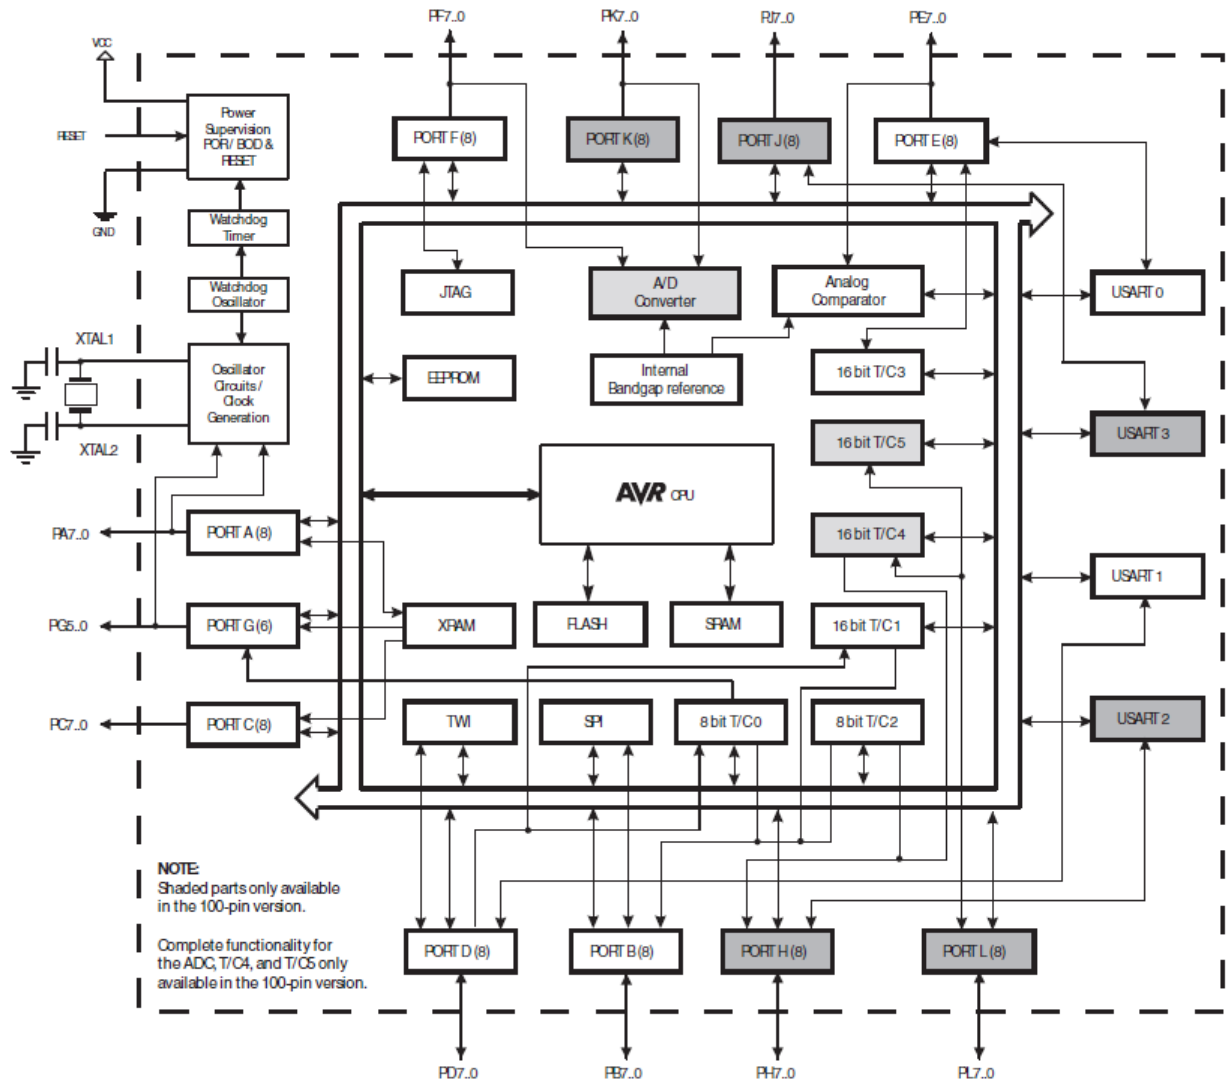 PF7..0
PK7..0
PJ7..0
PE7..0
VCC
RESET
GND
Power
Supervision
POR / BOD &
RESET
Watchdog
Timer
Watchdog
Oscillator
XTAL1
XTAL2
Oscillator
Circuits /
Clock
Generation
PORT F (8)
PORT K (8)
PORT J (8)
PORT E (8)
JTAG
A/D
Converter
Analog
Comparator
USART 0
EEPROM
Internal
Bandgap reference
16 bit T/C3
16 bit T/C5
USART 3
AVR CPU
PA7..0
PORT A (8)
16 bit T/C4
USART 1
PG5..0
PORT G (6)
XRAM
FLASH
SRAM
16 bit T/C1
PC7..0
PORT C (8)
TWI
SPI
8 bit T/C0
8 bit T/C2
USART 2
NOTE:
Shaded parts only available
in the 100-pin version.
Complete functionality for
the ADC, T/C4, and T/C5 only
available in the 100-pin version.
PORT D (8)
PORT B (8)
PORT H (8)
PORT L (8)
PD7..0
PB7..0
PH7..0
PL7..0